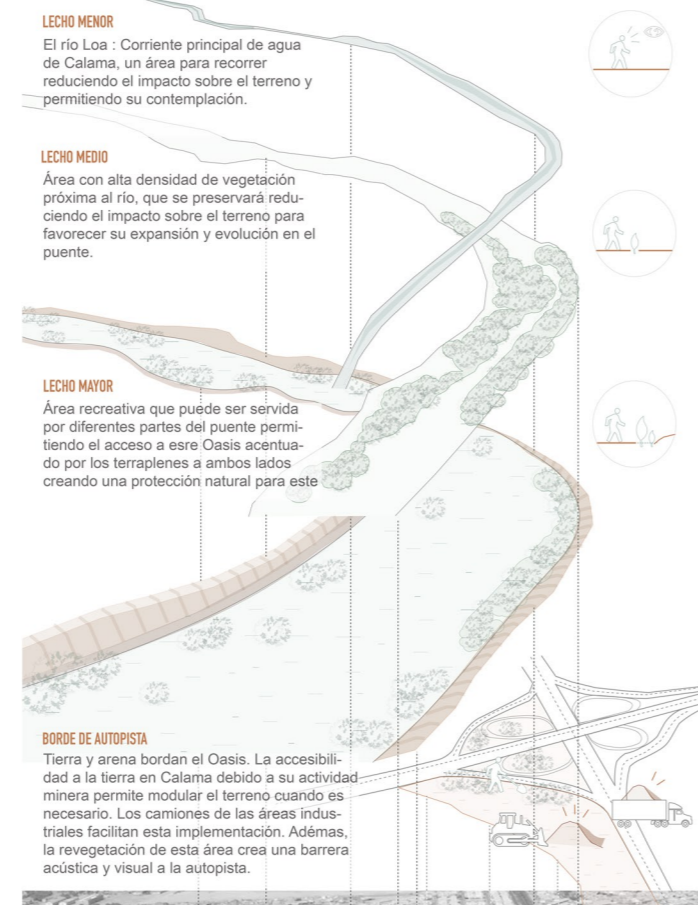 LECHO MENOR
El río Loa : Corriente principal de agua
de Calama, un área para recorrer
reduciendo el impacto sobre el terreno y
permitiendo su contemplación.
LECHO MEDIO
Área con alta densidad de vegetación
próxima al río, que se preservará redu-
ciendo el impacto sobre el terreno para
favorecer su expansión y evolución en el
puente.
LECHO MAYOR
Área recreativa que puede ser servida
por diferentes partes del puente permi-
tiendo el acceso a esre Oasis acentua-
do por los terraplenes a ambos lados
creando una protección natural para este
BORDE DE AUTOPISTA
Tierra y arena bordan el Oasis. La accesibili-
dad a la tierra en Calama debido a su actividad
minera permite modular el terreno cuando es
necesario. Los camiones de las áreas indus-
triales facilitan esta implementación. Adémas,
la revegetación de esta área crea una barrera
acústica y visual a la autopista.